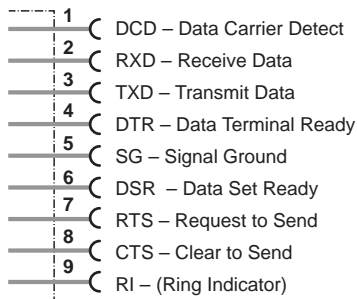 1 DCD – Data Carrier Detect
2 RXD – Receive Data
3 TXD – Transmit Data
4 DTR – Data Terminal Ready
5 SG – Signal Ground
6 DSR – Data Set Ready
7 RTS – Request to Send
8 CTS – Clear to Send
9 RI – (Ring Indicator)